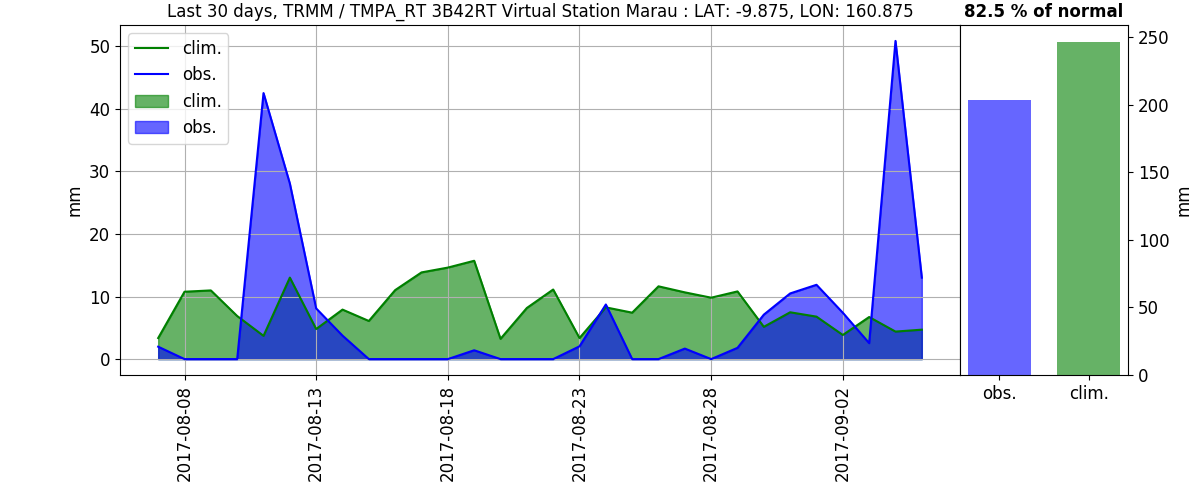 Last 30 days, TRMM / TMPA_RT 3B42RT Virtual Station Marau : LAT: -9.875, LON: 160.875
82.5 % of normal
clim.
obs.
clim.
obs.
mm
50
40
30
20
10
0
2017-08-08
2017-08-13
2017-08-18
2017-08-23
2017-08-28
2017-09-02
250
200
150
100
50
0
mm
obs.
clim.